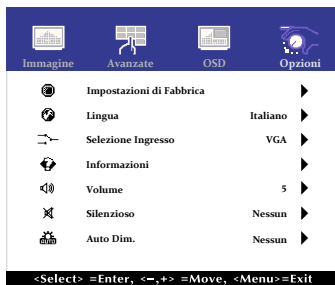 Immagine Avanzate OSD Opzioni
Impostazioni di Fabbrica
Lingua Italiano
Selezione Ingresso VGA
Informazioni
Volume 5
Silenzioso Nessun
Auto Dim. Nessun
<Select> =Enter, <−,+> =Move, <Menu>=Exit